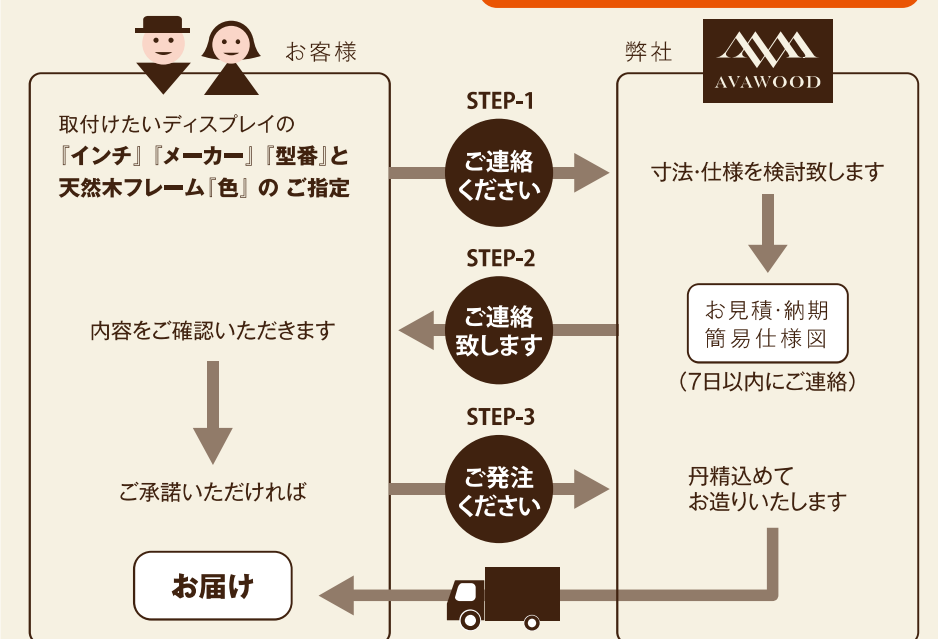 お客様
弊社
AVAWOOD
取付けたいディスプレイの
『インチ』『メーカー』『型番』と
天然木フレーム『色』の ご指定
STEP-1
ご連絡
ください
寸法・仕様を検討致します
お見積・納期
簡易仕様図
（7日以内にご連絡）
STEP-2
ご連絡
致します
内容をご確認いただきます
ご承諾いただければ
STEP-3
ご発注
ください
丹精込めて
お造りいたします
お届け